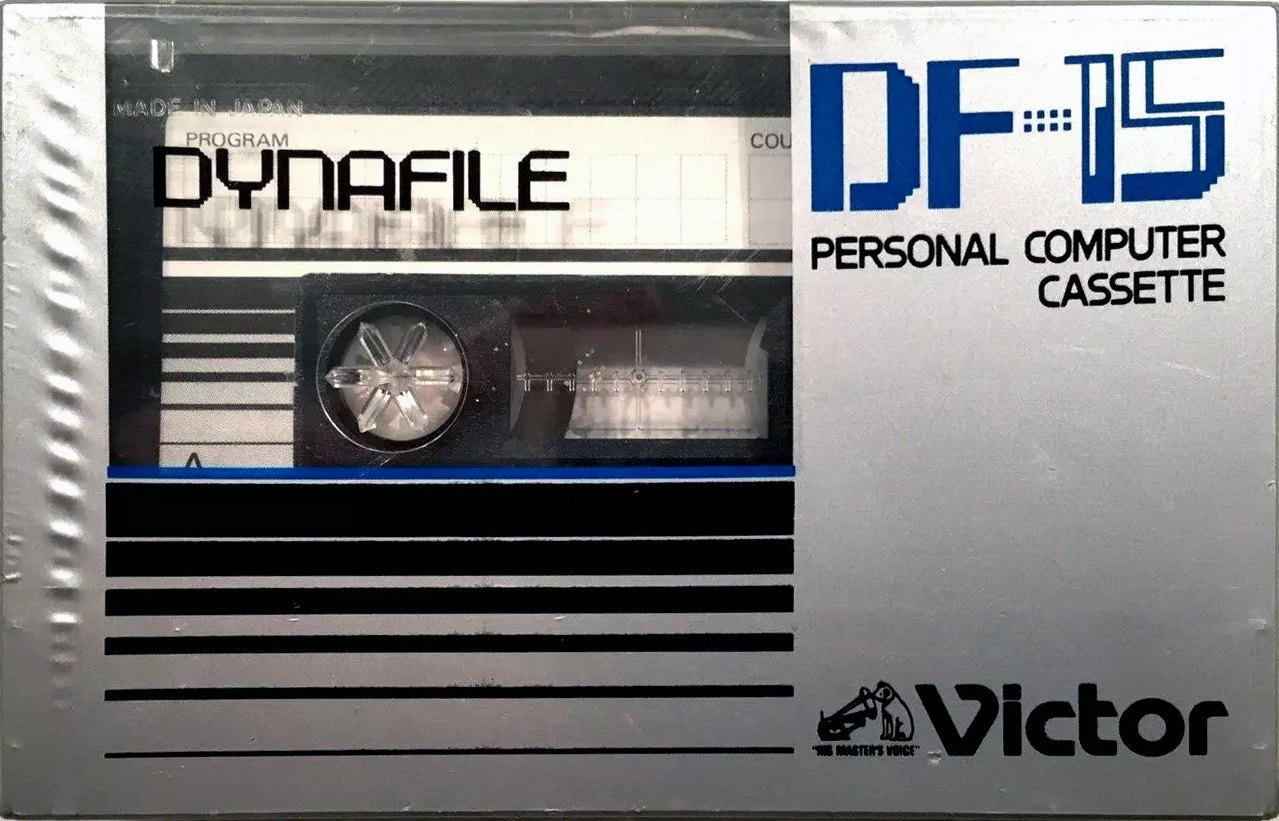 MADE IN JAPAN
PROGRAM
COU
DYNAFILE
A
DF-15
PERSONAL COMPUTER
CASSETTE
"HIS MASTER'S VOICE"
Victor